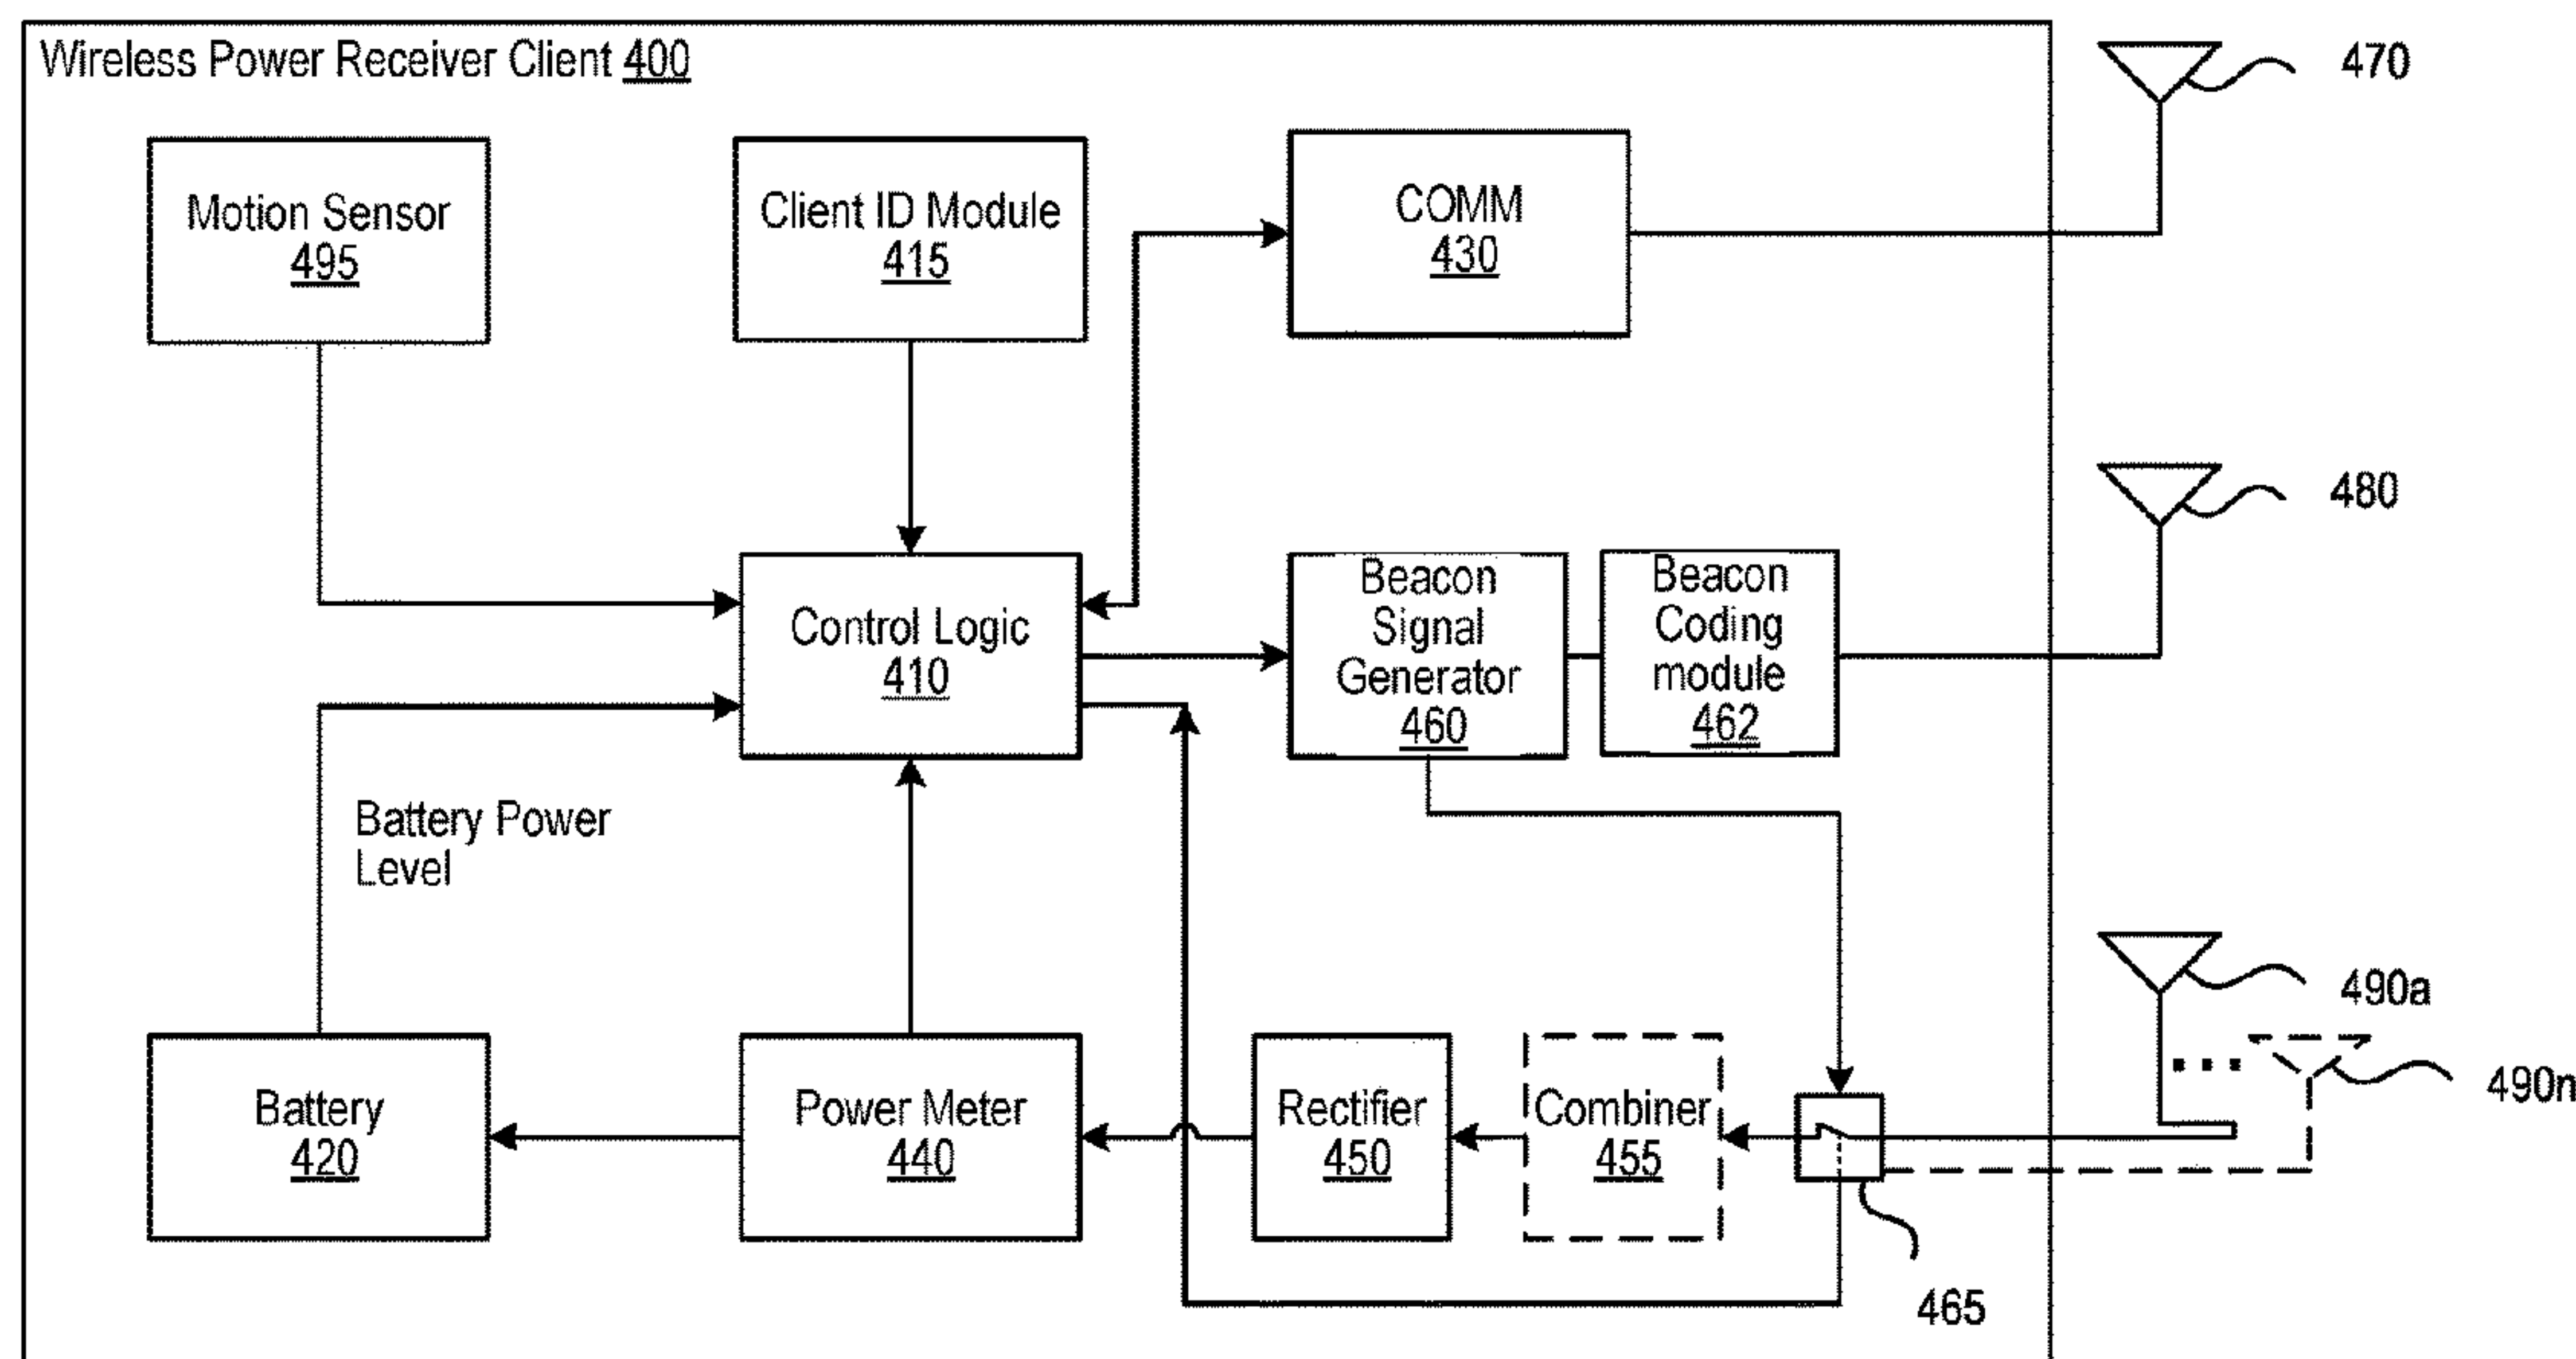 Wireless Power Receiver Client 400
470
Motion Sensor
495
Client ID Module
415
COMM
430
480
Control Logic
410
Beacon
Signal
Generator
460
Beacon
Coding
module
462
Battery Power
Level
490a
490n
Battery
420
Power Meter
440
Rectifier
450
Combiner
455
465